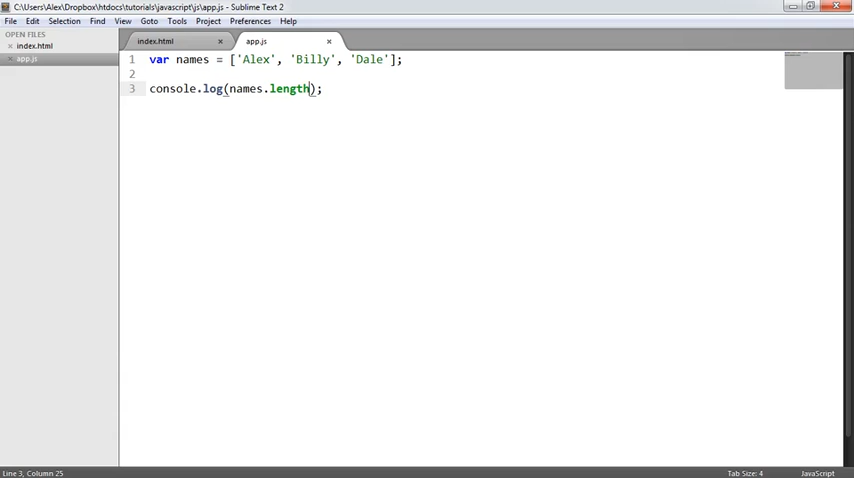 C:\Users\Alex\Dropbox\htdocs\tutorials\javascript\js\app.js - Sublime Text 2
File Edit Selection Find View Goto Tools Project Preferences Help
OPEN FILES
index.html
app.js
index.html
app.js
1 var names = ['Alex', 'Billy', 'Dale'];
2
3 console.log(names.length);
Line 3, Column 25
Tab Size: 4
JavaScript